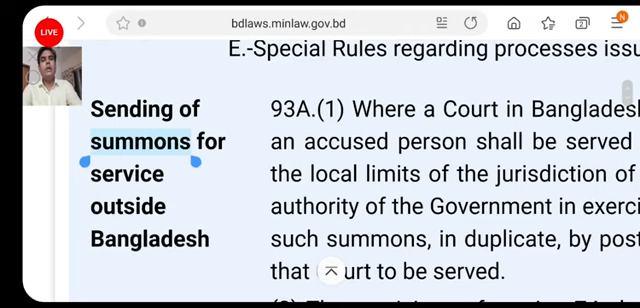 LIVE
bdlaws.minlaw.gov.bd
2
N
E.-Special Rules regarding processes issu
Sending of
summons for
service
outside
Bangladesh
93A.(1) Where a Court in Banglades
an accused person shall be served
the local limits of the jurisdiction of
authority of the Government in exerci
such summons, in duplicate, by post
that urt to be served.